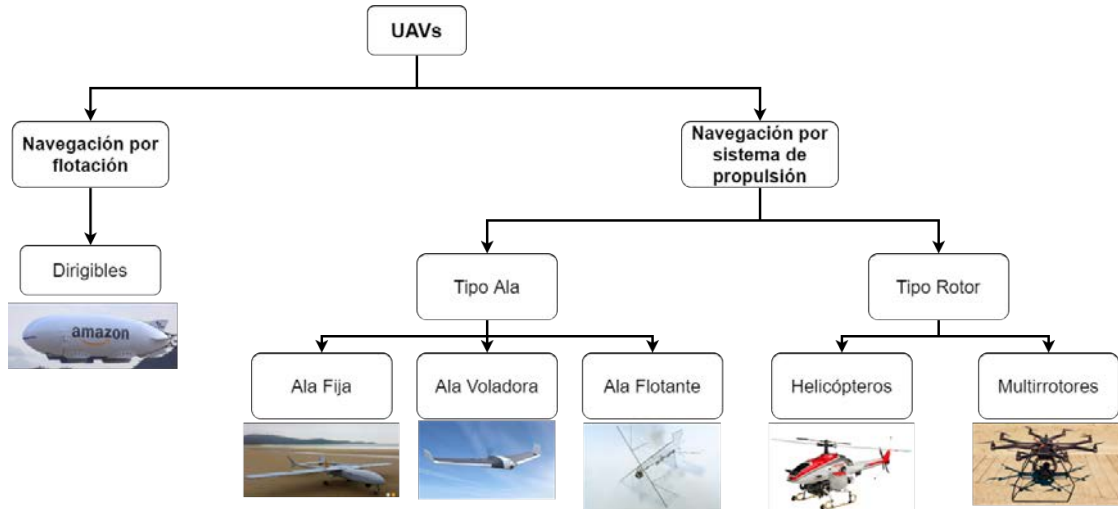 UAVs
Navegación por
flotación
Navegación por
sistema de
propulsión
Dirigibles
Tipo Ala
Tipo Rotor
amazon
Ala Fija
Ala Voladora
Ala Flotante
Helicópteros
Multirrotores